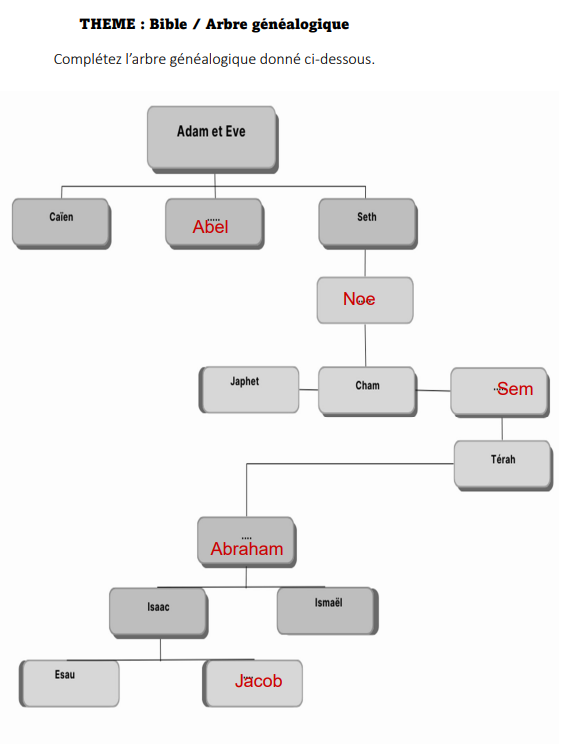 THEME : Bible / Arbre généalogique
Complétez l'arbre généalogique donné ci-dessous.
Adam et Eve
Caïen
.....
Abel
Seth
Noe
Japhet
Cham
Sem
Térah
....
Abraham
Isaac
Ismaël
Esau
Jacob